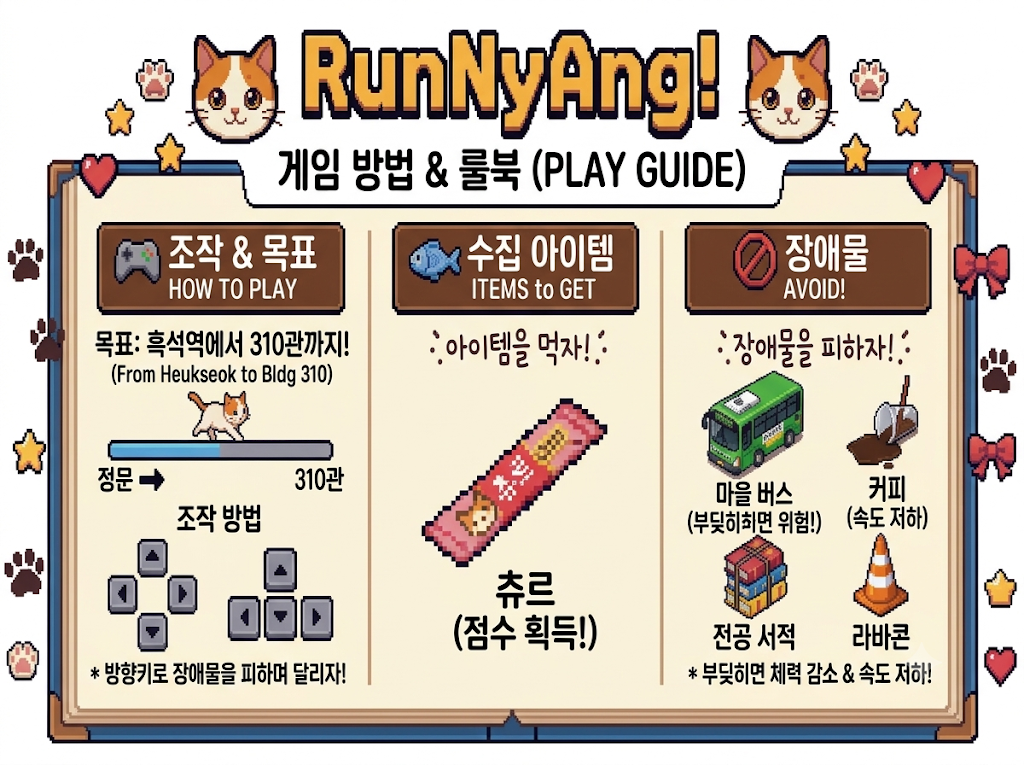 RunNyAng!
게임 방법 & 룰북 (PLAY GUIDE)
조작 & 목표
HOW TO PLAY
목표: 흑석역에서 310관까지!
(From Heukseok to Bldg 310)
정문 → 310관
조작 방법
* 방향키로 장애물을 피하며 달리자!
수집 아이템
ITEMS to GET
아이템을 먹자!
츄르
(점수 획득!)
장애물
AVOID!
장애물을 피하자!
마을 버스
(부딪히희면 위험!)
커피
(속도 저하)
전공 서적
라바콘
* 부딪히면 체력 감소 & 속도 저하!